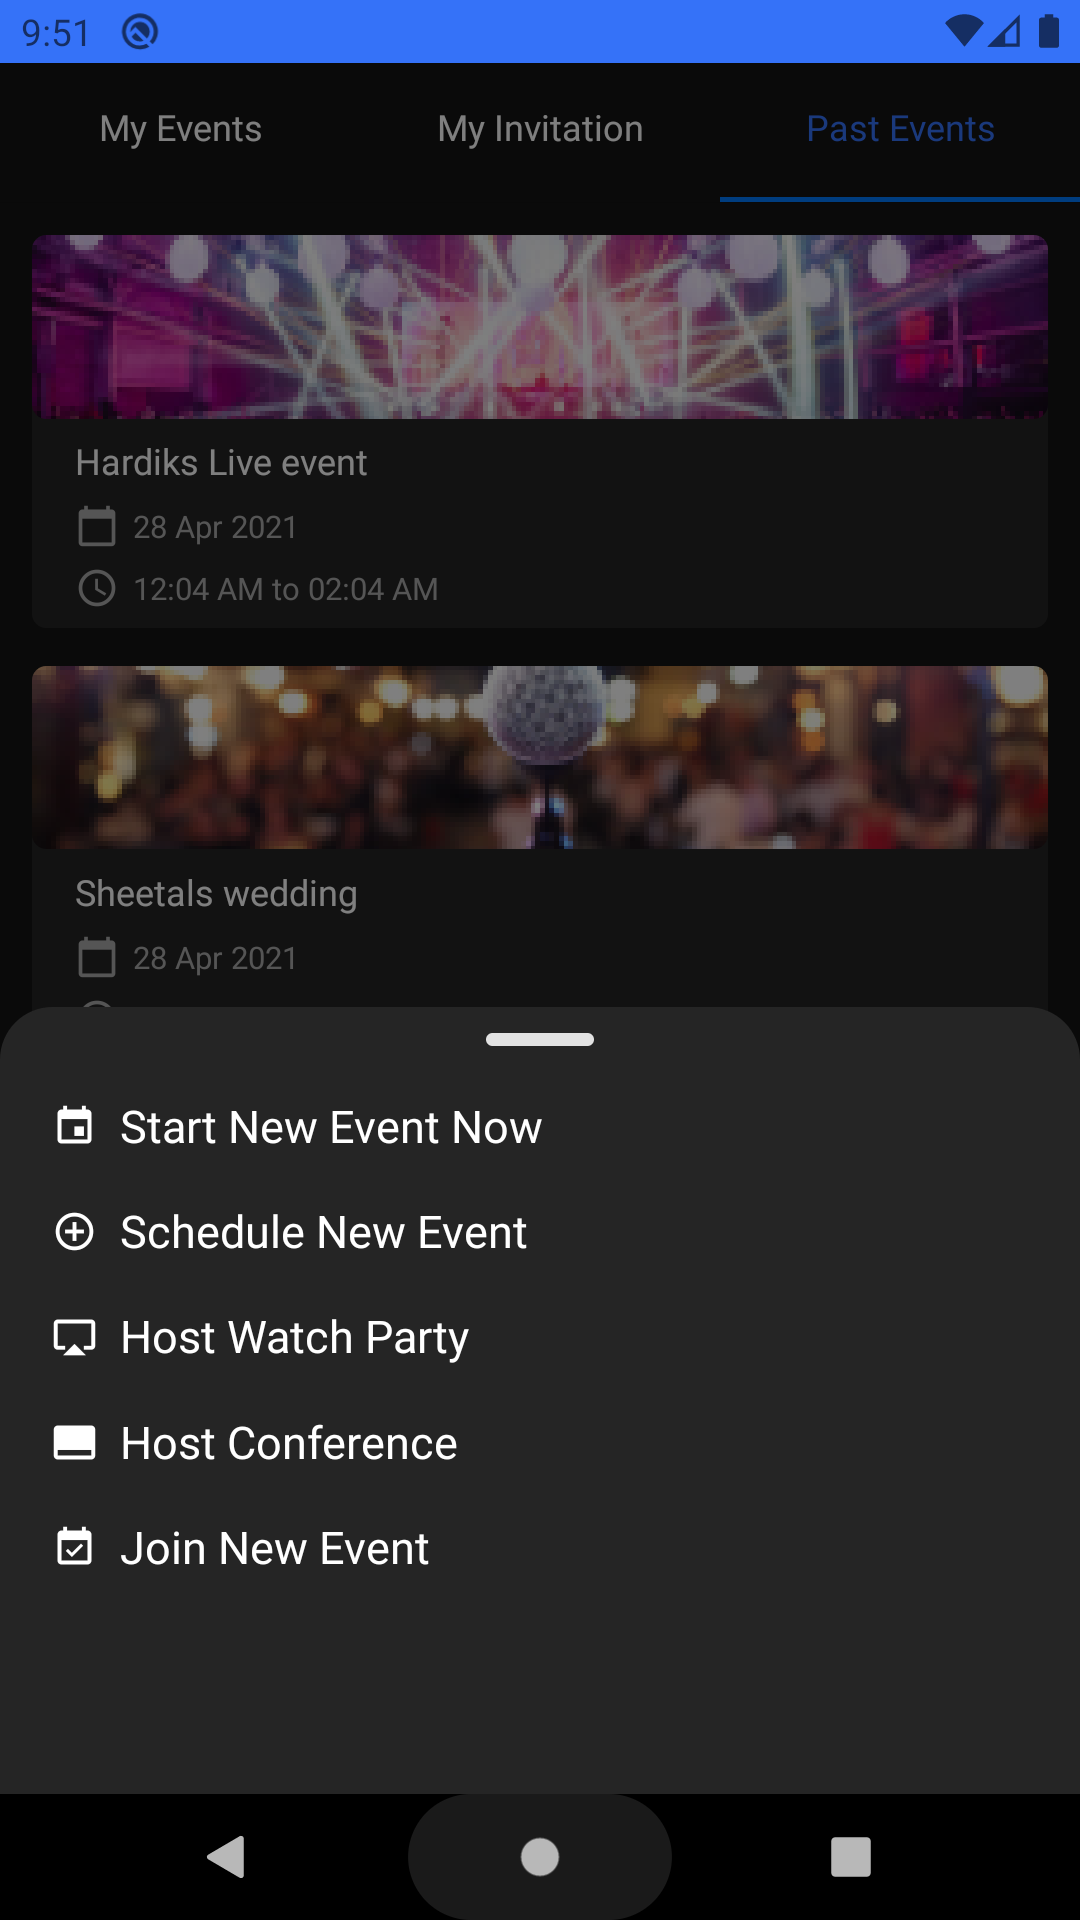 9:51
My Events
My Invitation
Past Events
Hardiks Live event
28 Apr 2021
12:04 AM to 02:04 AM
Sheetals wedding
28 Apr 2021
Start New Event Now
Schedule New Event
Host Watch Party
Host Conference
Join New Event